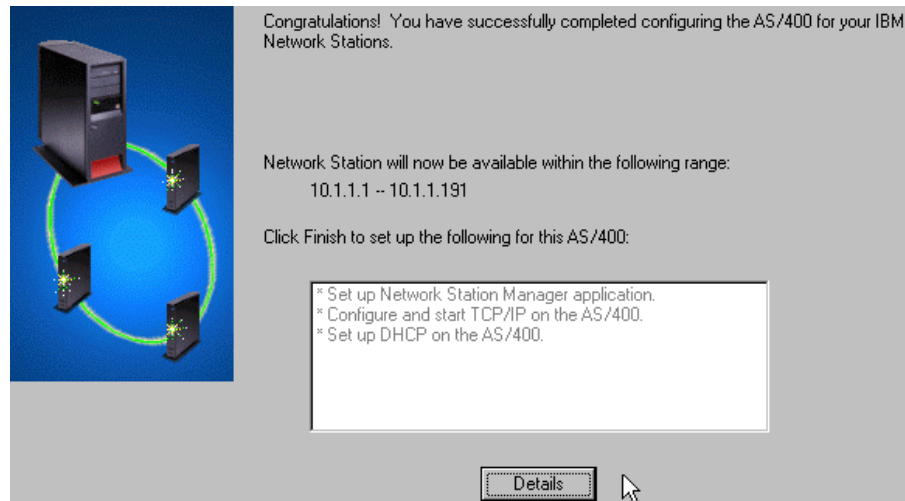 Congratulations! You have successfully completed configuring the AS/400 for your IBM
Network Stations.
Network Station will now be available within the following range:
10.1.1.1 -- 10.1.1.191
Click Finish to set up the following for this AS/400:
* Set up Network Station Manager application.
* Configure and start TCP/IP on the AS/400.
* Set up DHCP on the AS/400.
Details